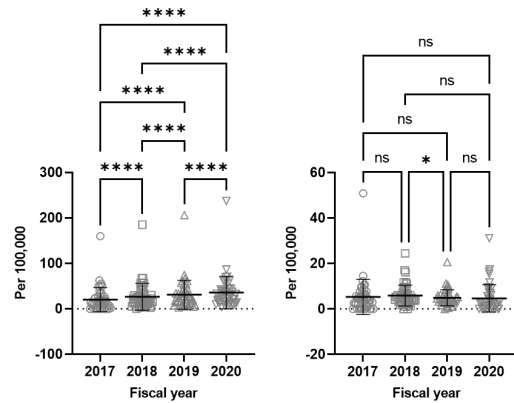 ****
****
****
****
****
****
300
200
100
0
-100
Per 100,000
2017 2018 2019 2020
Fiscal year
ns
ns
ns
ns * ns
60
40
20
0
-20
Per 100,000
2017 2018 2019 2020
Fiscal year